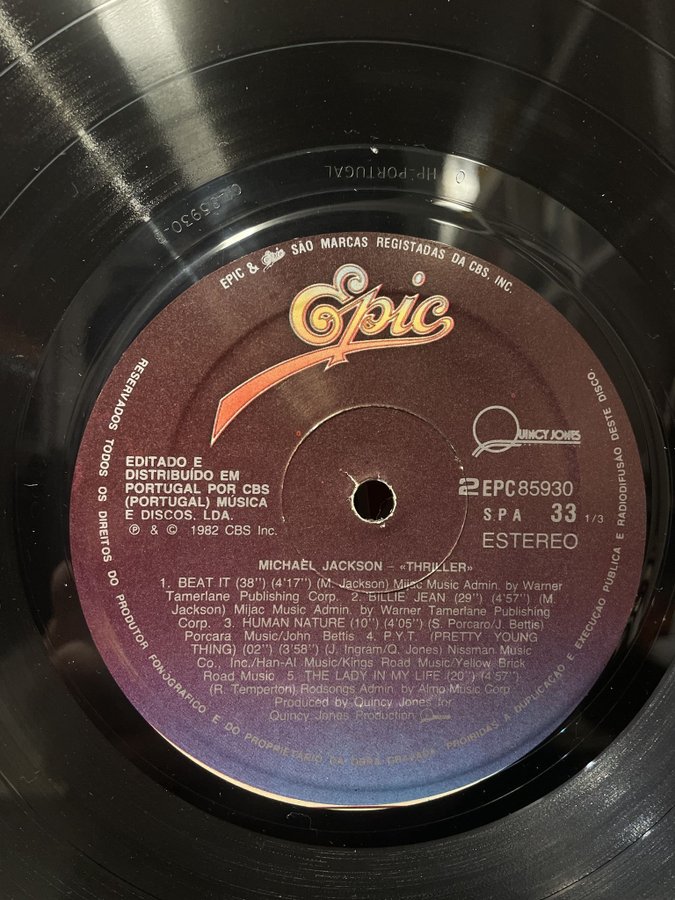 HP-PORTUGAL
EPIC & Epic SÃO MARCAS REGISTADAS DA CBS, INC.
Epic
QUINCY JONES
EDITADO E
DISTRIBUÍDO EM
PORTUGAL POR CBS
(PORTUGAL) MÚSICA
E DISCOS. LDA.
℗ & © 1982 CBS Inc.
2 EPC85930
S.P.A 33 1/3
ESTEREO
MICHAEL JACKSON – «THRILLER»
1. BEAT IT (38'') (4'17'') (M. Jackson) Mijac Music Admin. by Warner
Tamerlane Publishing Corp. 2. BILLIE JEAN (29'') (4'57'') (M.
Jackson) Mijac Music Admin. by Warner Tamerlane Publishing
Corp. 3. HUMAN NATURE (10'') (4'05'') (S. Porcaro/J. Bettis)
Porcara Music/John Bettis 4. P.Y.T. (PRETTY YOUNG
THING) (02'') (3'58'') (J. Ingram/Q. Jones) Nissman Music
Co., Inc./Han-Al Music/Kings Road Music/Yellow Brick
Road Music 5. THE LADY IN MY LIFE (20'') (4'57'')
(R. Temperton) Rodsongs Admin. by Almo Music Corp
Produced by Quincy Jones for
Quincy Jones Production
RESERVADOS TODOS OS DIREITOS DO PRODUTOR FONOGRÁFICO E DO PROPRIETÁRIO DA OBRA GRAVADA. PROIBIDAS A DUPLICAÇÃO E EXECUÇÃO PÚBLICA E RADIODIFUSÃO DESTE DISCO.